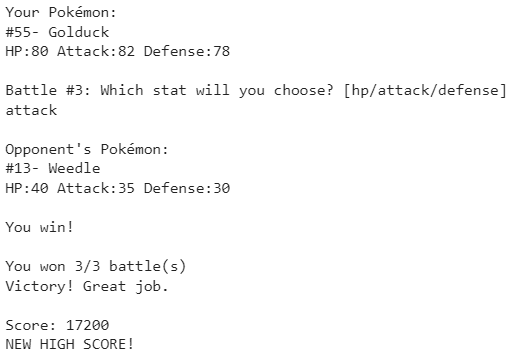 Your Pokémon:
#55- Golduck
HP:80 Attack:82 Defense:78
Battle #3: Which stat will you choose? [hp/attack/defense]
attack
Opponent's Pokémon:
#13- Weedle
HP:40 Attack:35 Defense:30
You win!
You won 3/3 battle(s)
Victory! Great job.
Score: 17200
NEW HIGH SCORE!